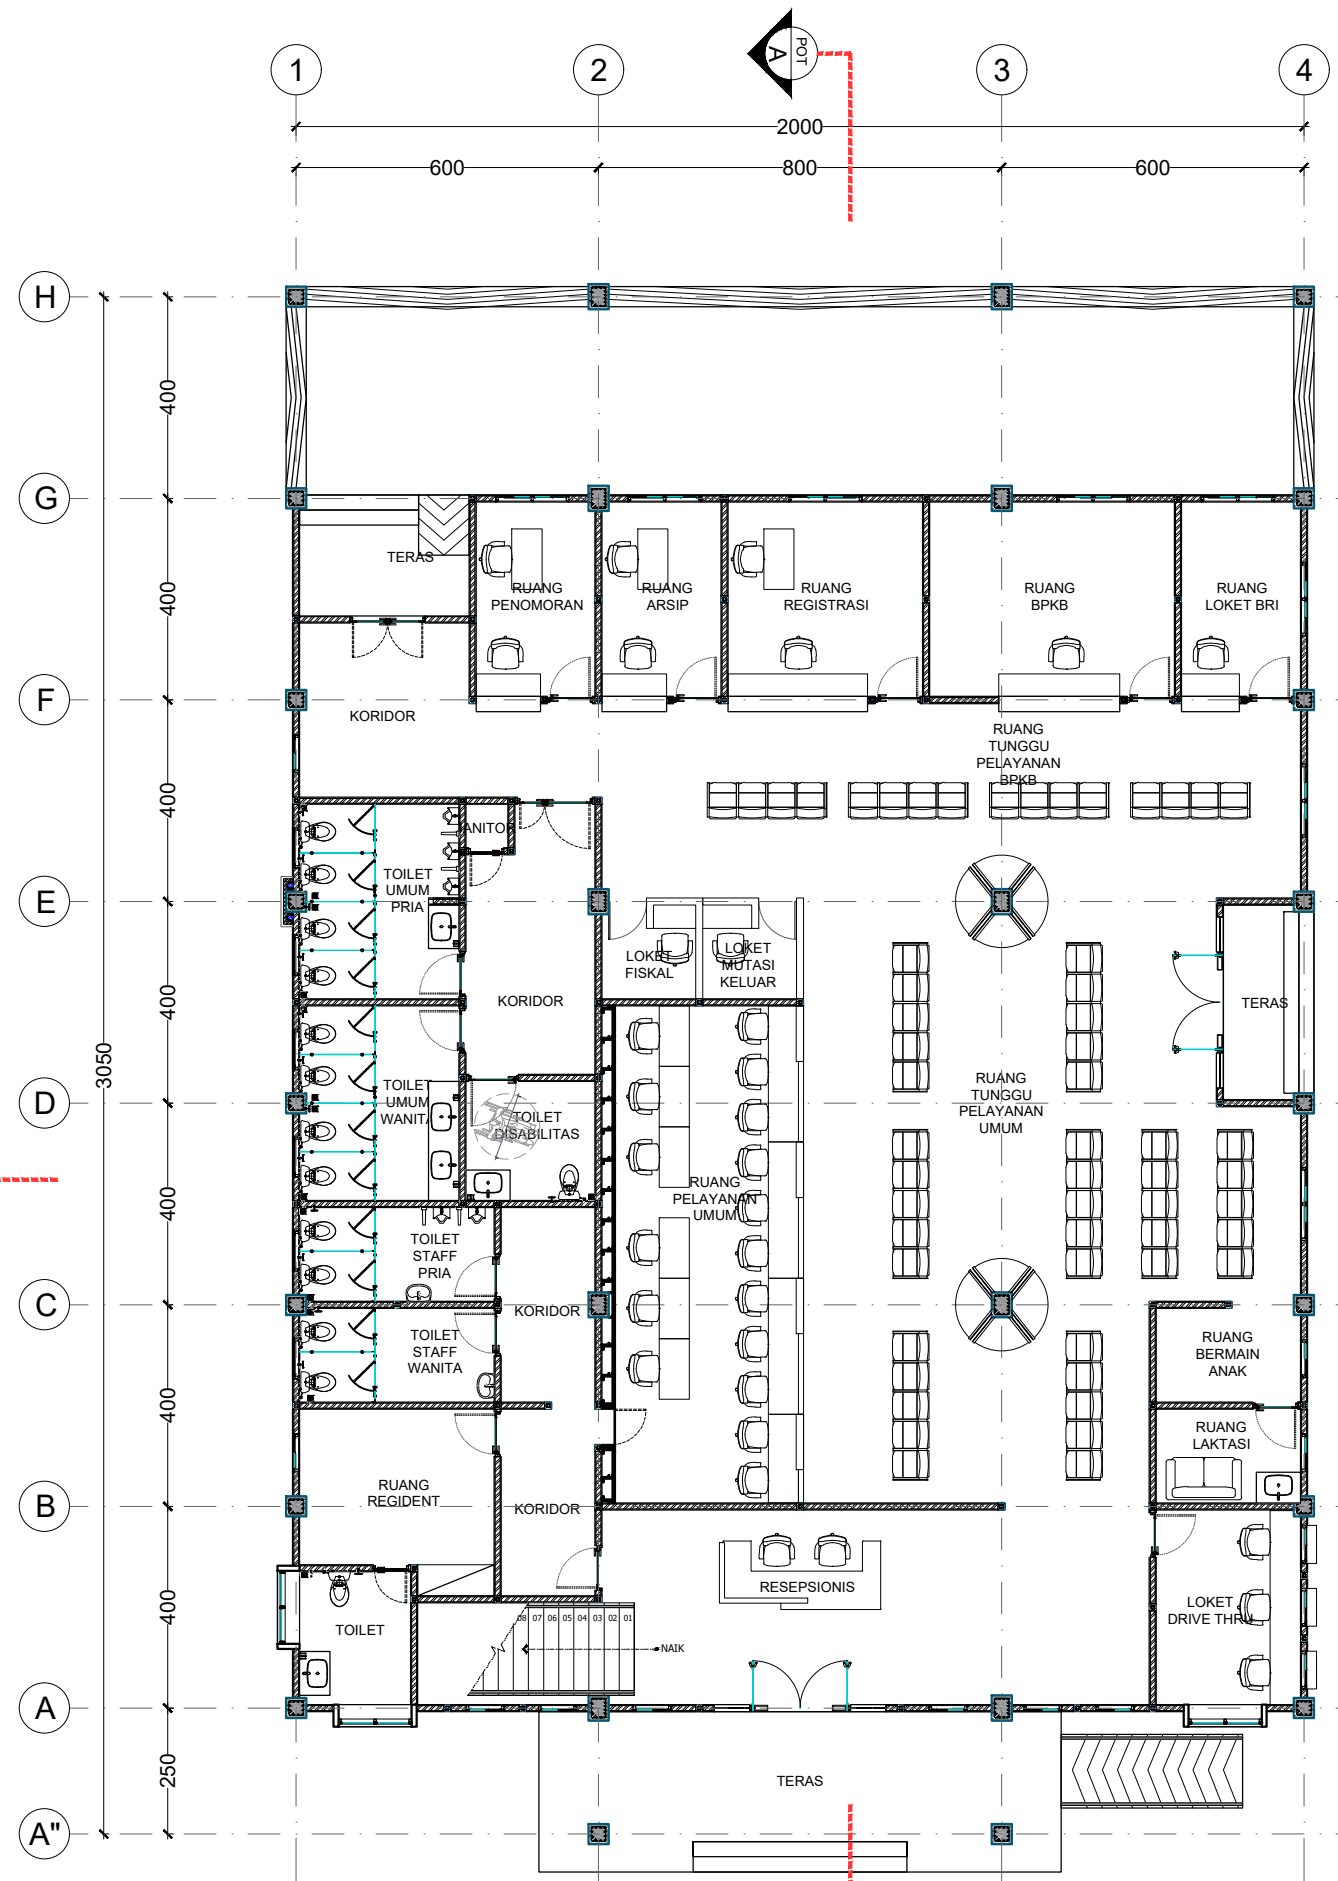 POT
A
1
2
3
4
2000
600
800
600
H
G
F
E
D
C
B
A
A"
400
400
400
400
400
400
400
250
3050
TERAS
RUANG
PENOMORAN
RUANG
ARSIP
RUANG
REGISTRASI
RUANG
BPKB
RUANG
LOKET BRI
KORIDOR
RUANG
TUNGGU
PELAYANAN
BPKB
JANITOR
TOILET
UMUM
PRIA
LOKET
FISKAL
LOKET
MUTASI
KELUAR
KORIDOR
TERAS
TOILET
UMUM
WANITA
TOILET
DISABILITAS
RUANG
TUNGGU
PELAYANAN
UMUM
RUANG
PELAYANAN
UMUM
TOILET
STAFF
PRIA
KORIDOR
TOILET
STAFF
WANITA
RUANG
BERMAIN
ANAK
RUANG
LAKTASI
RUANG
REGIDENT
KORIDOR
RESEPSIONIS
LOKET
DRIVE THRU
TOILET
08 07 06 05 04 03 02 01
NAIK
TERAS